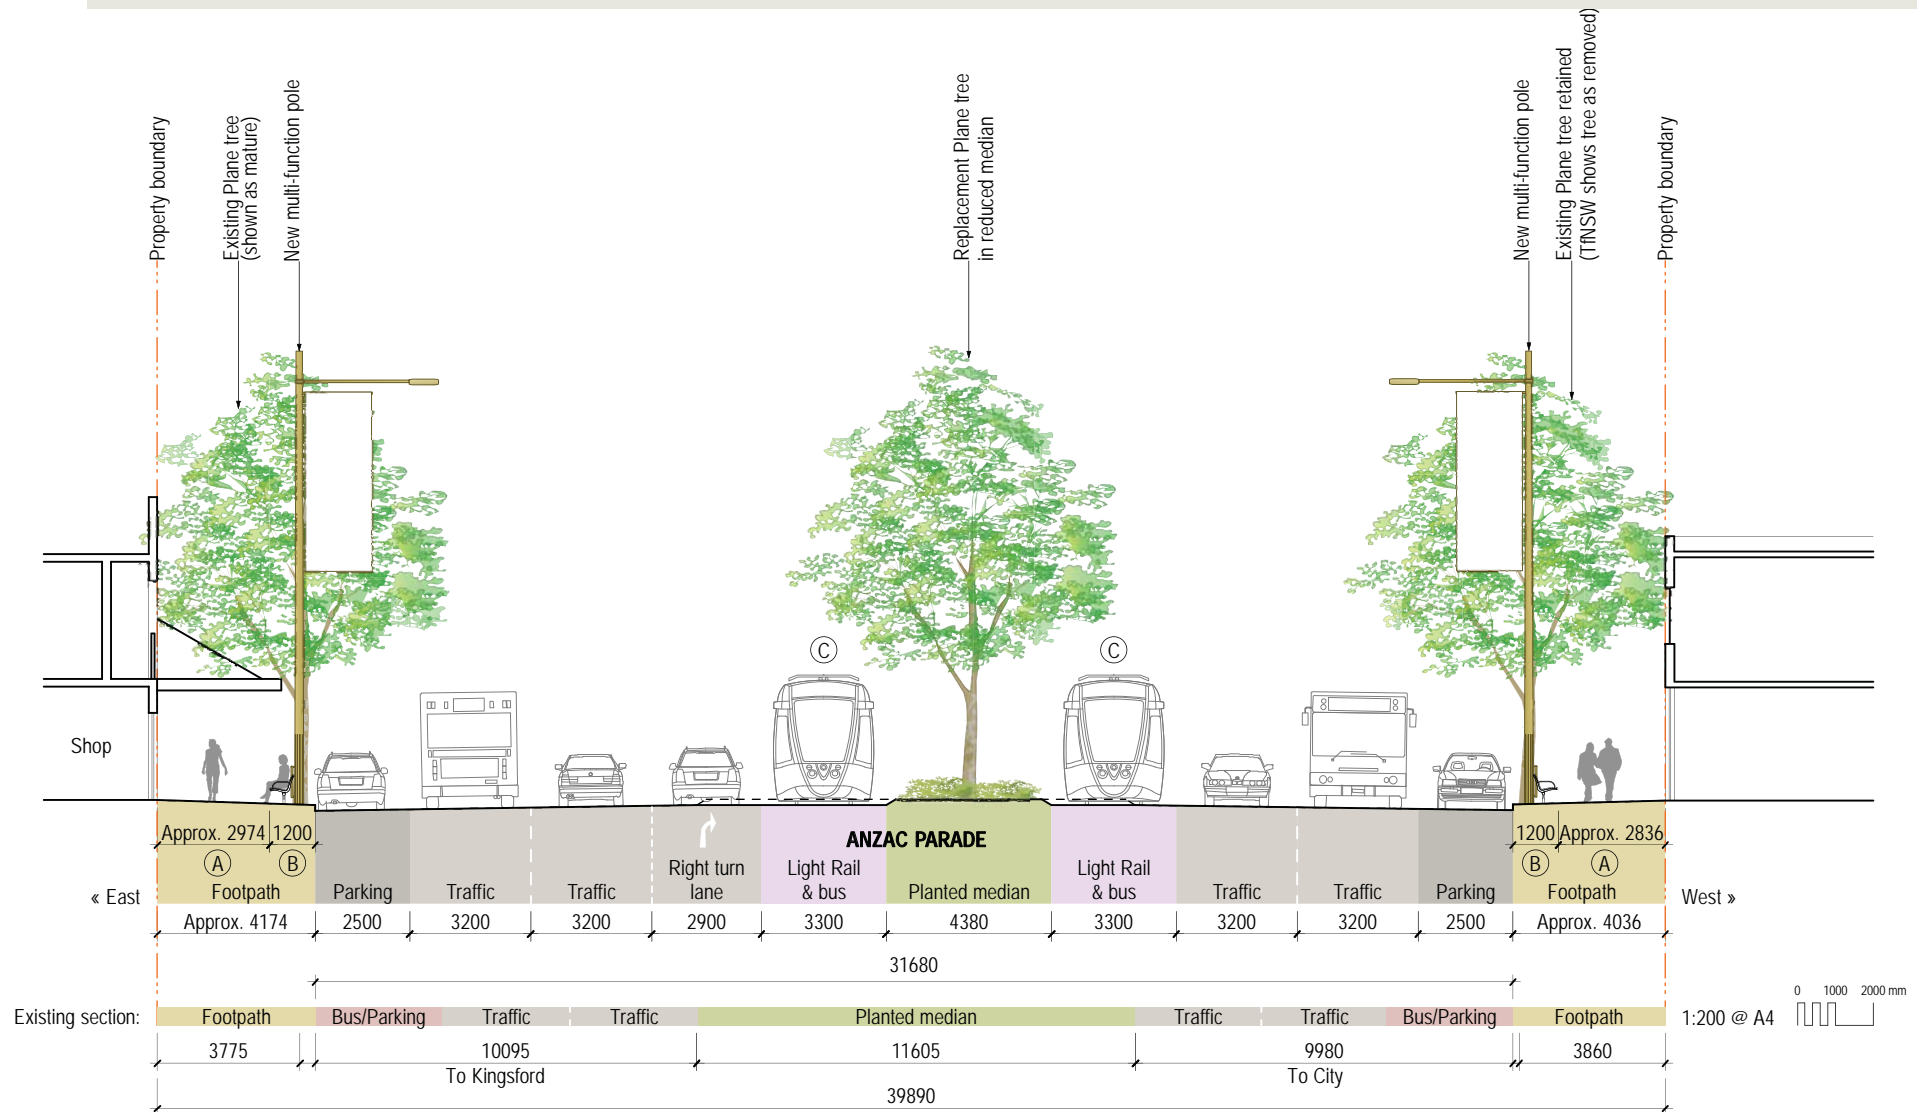 Property boundary
Existing Plane tree
(shown as mature)
New multi-function pole
Replacement Plane tree
in reduced median
New multi-function pole
Existing Plane tree retained
(TfNSW shows tree as removed)
Property boundary
C
C
Shop
Approx. 2974
1200
ANZAC PARADE
1200
Approx. 2836
A
B
B
A
« East
Footpath
Parking
Traffic
Traffic
Right turn
lane
Light Rail
& bus
Planted median
Light Rail
& bus
Traffic
Traffic
Parking
Footpath
West »
Approx. 4174
2500
3200
3200
2900
3300
4380
3300
3200
3200
2500
Approx. 4036
31680
Existing section:
Footpath
Bus/Parking
Traffic
Traffic
Planted median
Traffic
Traffic
Bus/Parking
Footpath
1:200 @ A4
0 1000 2000 mm
3775
10095
11605
9980
3860
To Kingsford
To City
39890